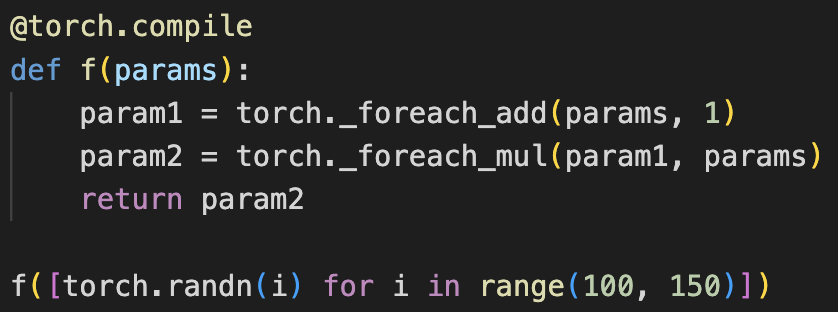 @torch.compile
def f(params):
    param1 = torch._foreach_add(params, 1)
    param2 = torch._foreach_mul(param1, params)
    return param2
f([torch.randn(i) for i in range(100, 150)])